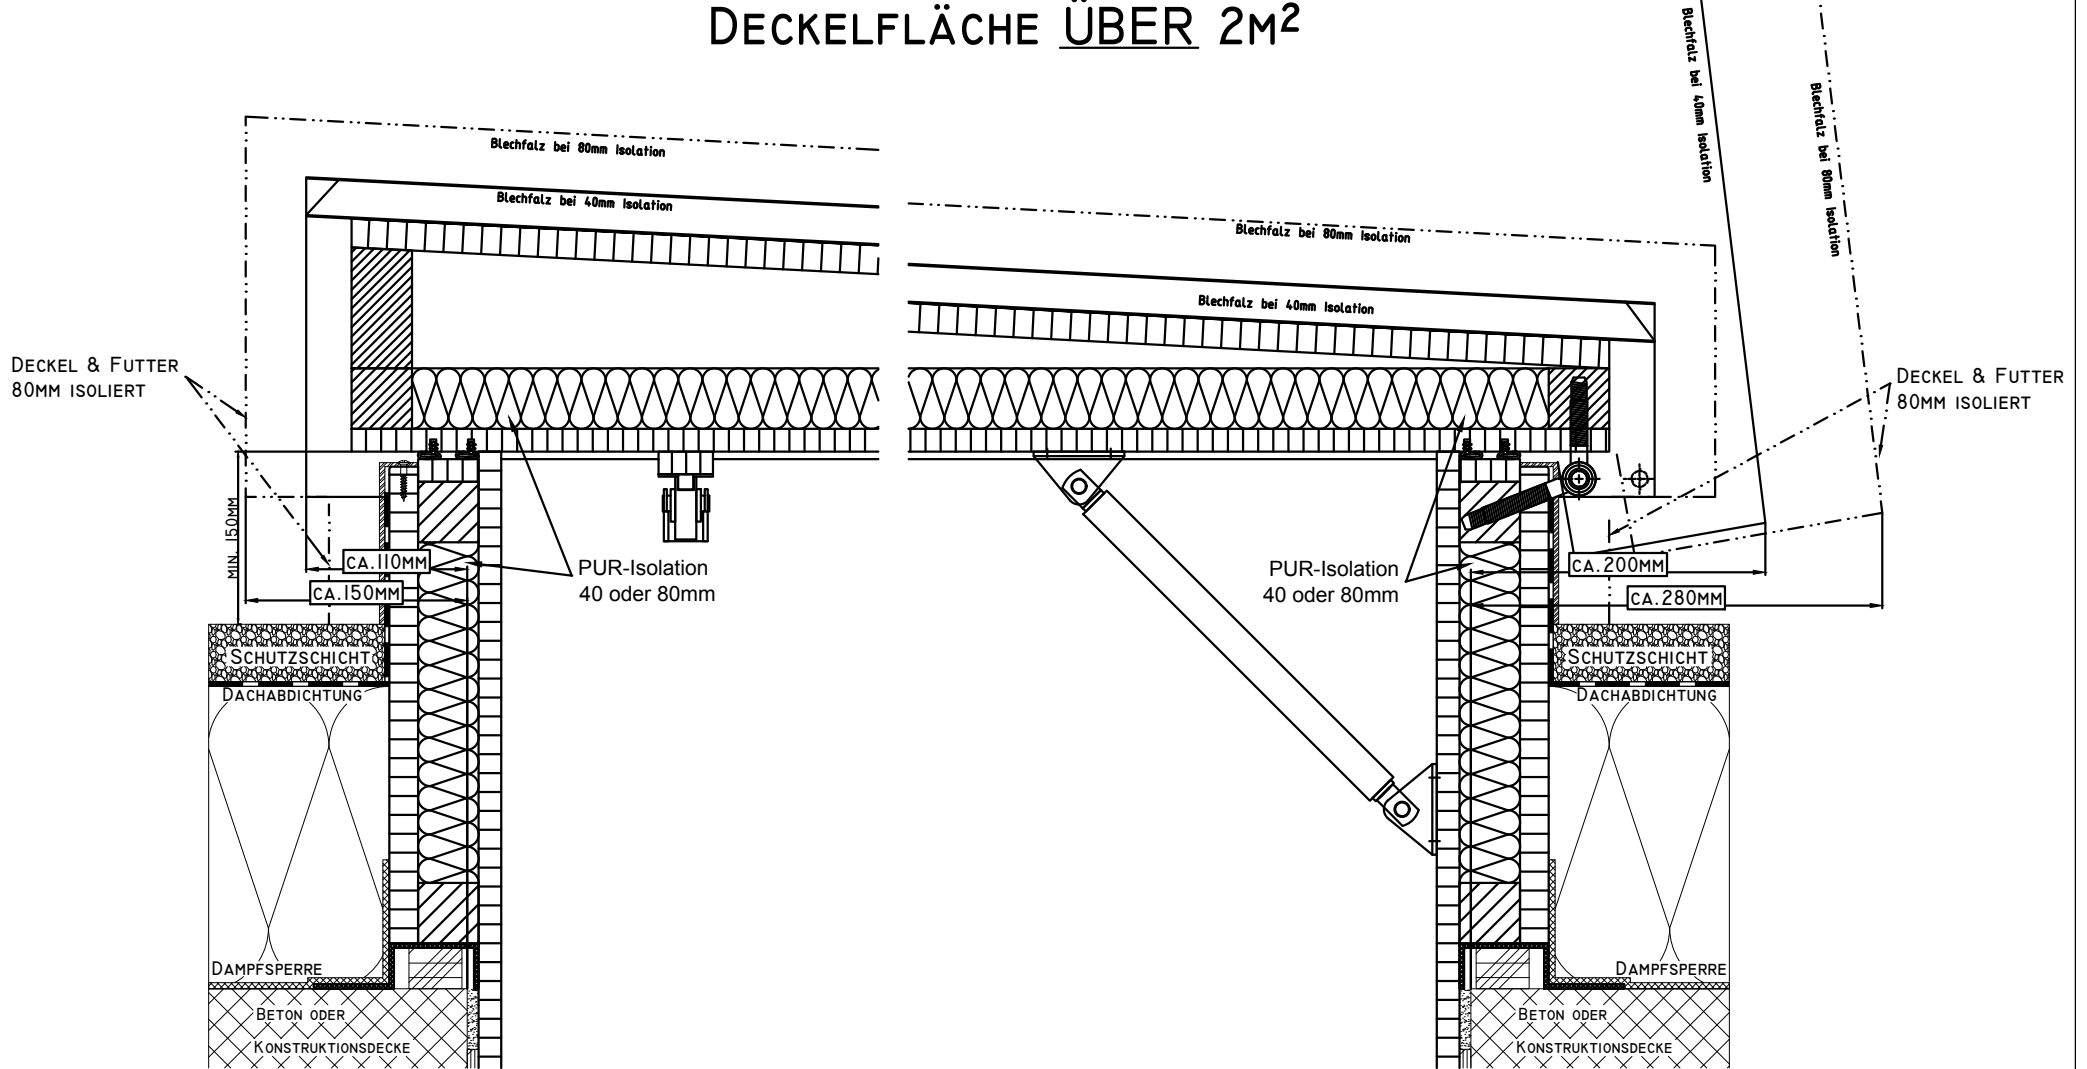 DECKELFLÄCHE ÜBER 2M²
Blechfalz bei 40mm Isolation
Blechfalz bei 80mm Isolation
Blechfalz bei 80mm Isolation
Blechfalz bei 40mm Isolation
Blechfalz bei 80mm Isolation
Blechfalz bei 40mm Isolation
DECKEL & FUTTER
80MM ISOLIERT
DECKEL & FUTTER
80MM ISOLIERT
MIN. 150MM
CA.110MM
CA.150MM
PUR-Isolation
40 oder 80mm
PUR-Isolation
40 oder 80mm
CA.200MM
CA.280MM
SCHUTZSCHICHT
DACHABDICHTUNG
SCHUTZSCHICHT
DACHABDICHTUNG
DAMPFSPERRE
BETON ODER
KONSTRUKTIONSDECKE
DAMPFSPERRE
BETON ODER
KONSTRUKTIONSDECKE